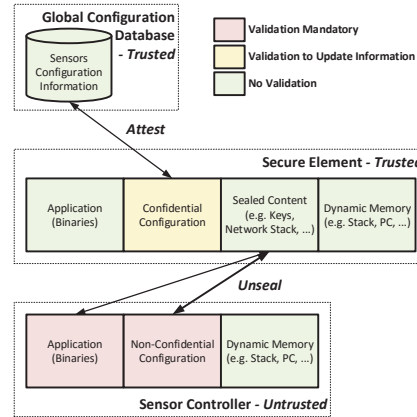 Global Configuration
Database
- Trusted
Sensors
Configuration
Information
Validation Mandatory
Validation to Update Information
No Validation
Attest
Secure Element - Trusted
Application
(Binaries)
Confidential
Configuration
Sealed Content
(e.g. Keys,
Network Stack, ...)
Dynamic Memory
(e.g. Stack, PC, ...)
Unseal
Application
(Binaries)
Non-Confidential
Configuration
Dynamic Memory
(e.g. Stack, PC, ...)
Sensor Controller - Untrusted